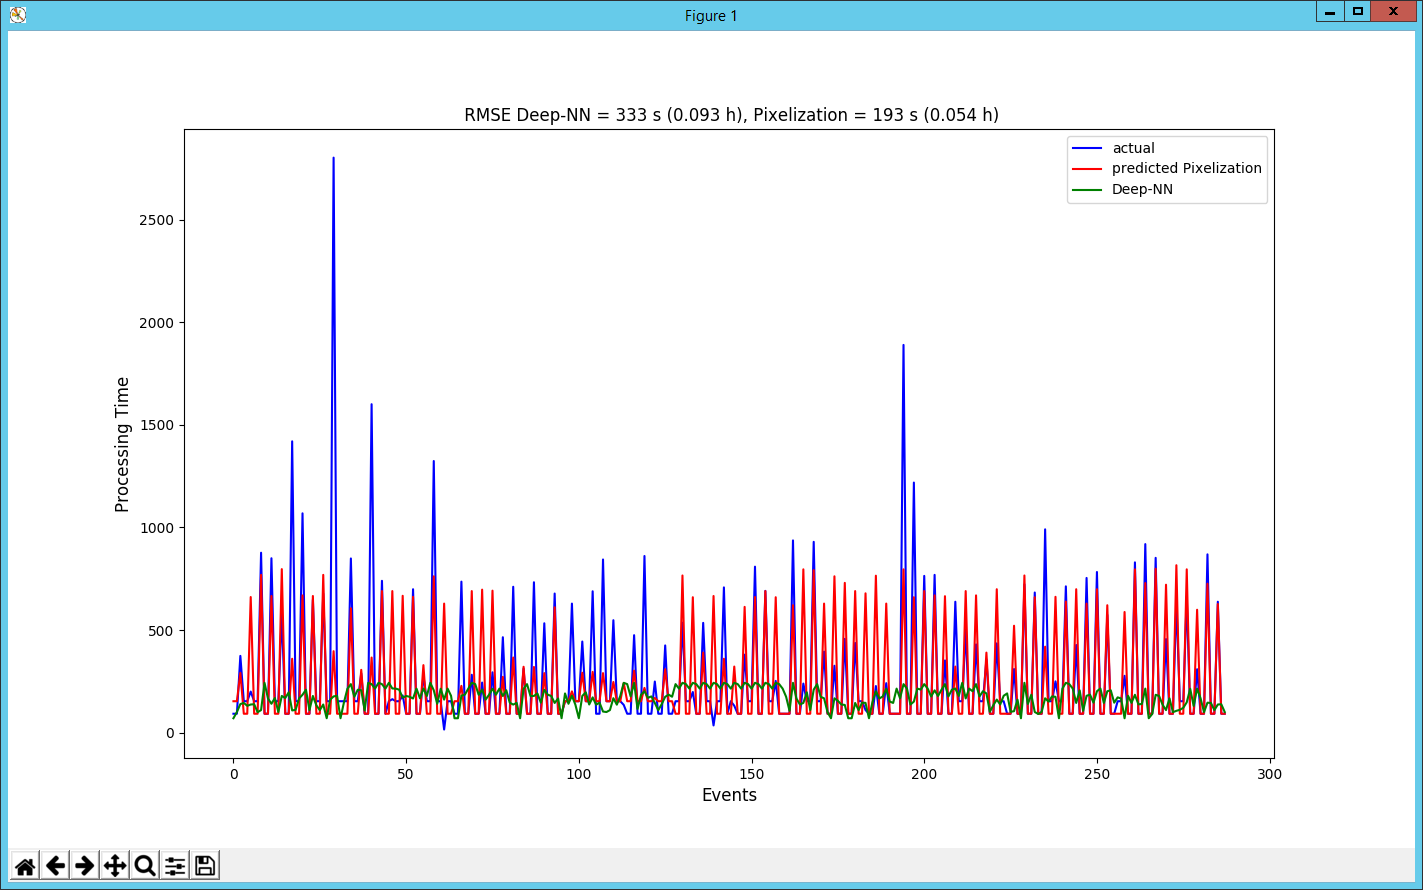 Figure 1
RMSE Deep-NN = 333 s (0.093 h), Pixelization = 193 s (0.054 h)
actual
predicted Pixelization
Deep-NN
2500
2000
1500
1000
500
0
Processing Time
0 50 100 150 200 250 300
Events